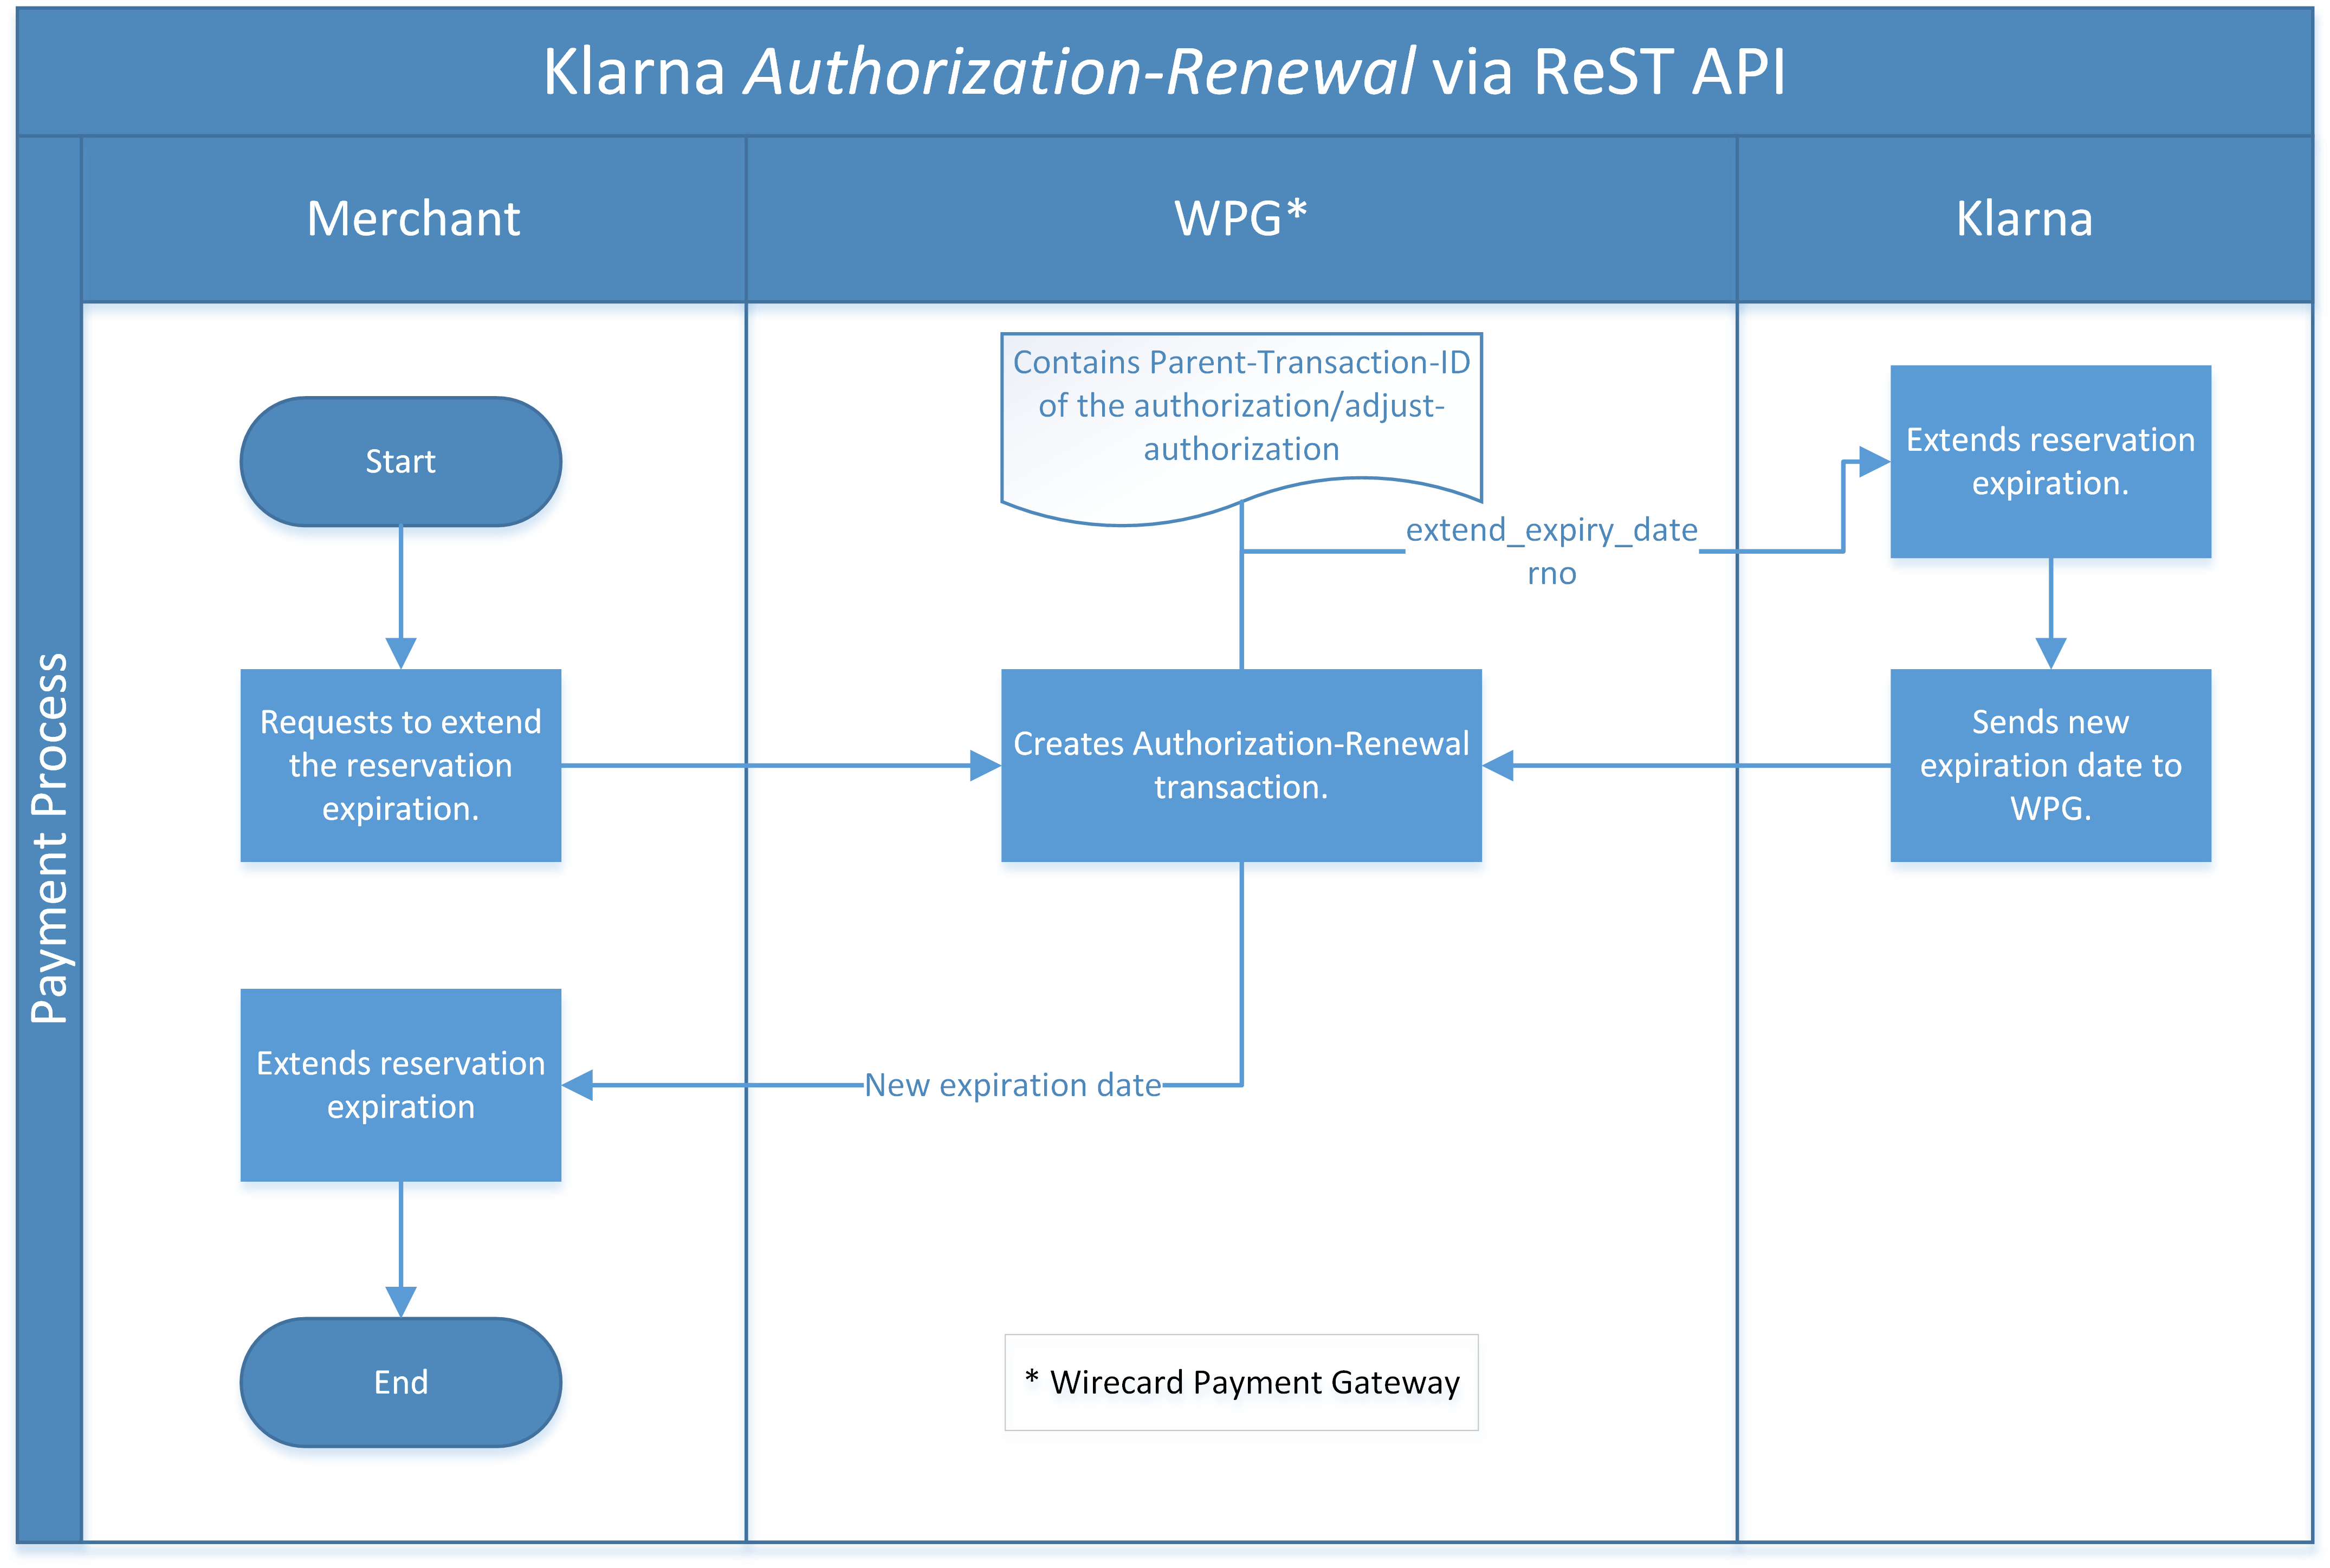 Klarna Authorization-Renewal via ReST API
Payment Process
Merchant
WPG*
Klarna
Start
Requests to extend
the reservation
expiration.
Extends reservation
expiration
End
Contains Parent-Transaction-ID
of the authorization/adjust-
authorization
extend_expiry_date
rno
Creates Authorization-Renewal
transaction.
New expiration date
* Wirecard Payment Gateway
Extends reservation
expiration.
Sends new
expiration date to
WPG.